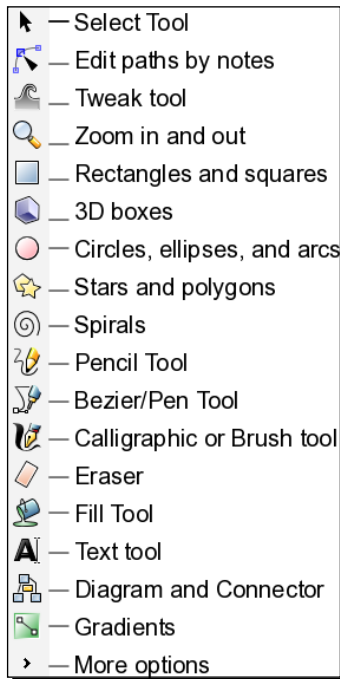 Select Tool
Edit paths by notes
Tweak tool
Zoom in and out
Rectangles and squares
3D boxes
Circles, ellipses, and arcs
Stars and polygons
Spirals
Pencil Tool
Bezier/Pen Tool
Calligraphic or Brush tool
Eraser
Fill Tool
Text tool
Diagram and Connector
Gradients
More options